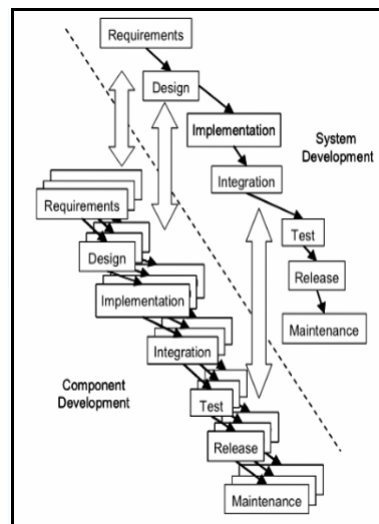 Requirements
Design
Implementation
System
Development
Integration
Test
Release
Maintenance
Requirements
Design
Implementation
Integration
Component
Development
Test
Release
Maintenance